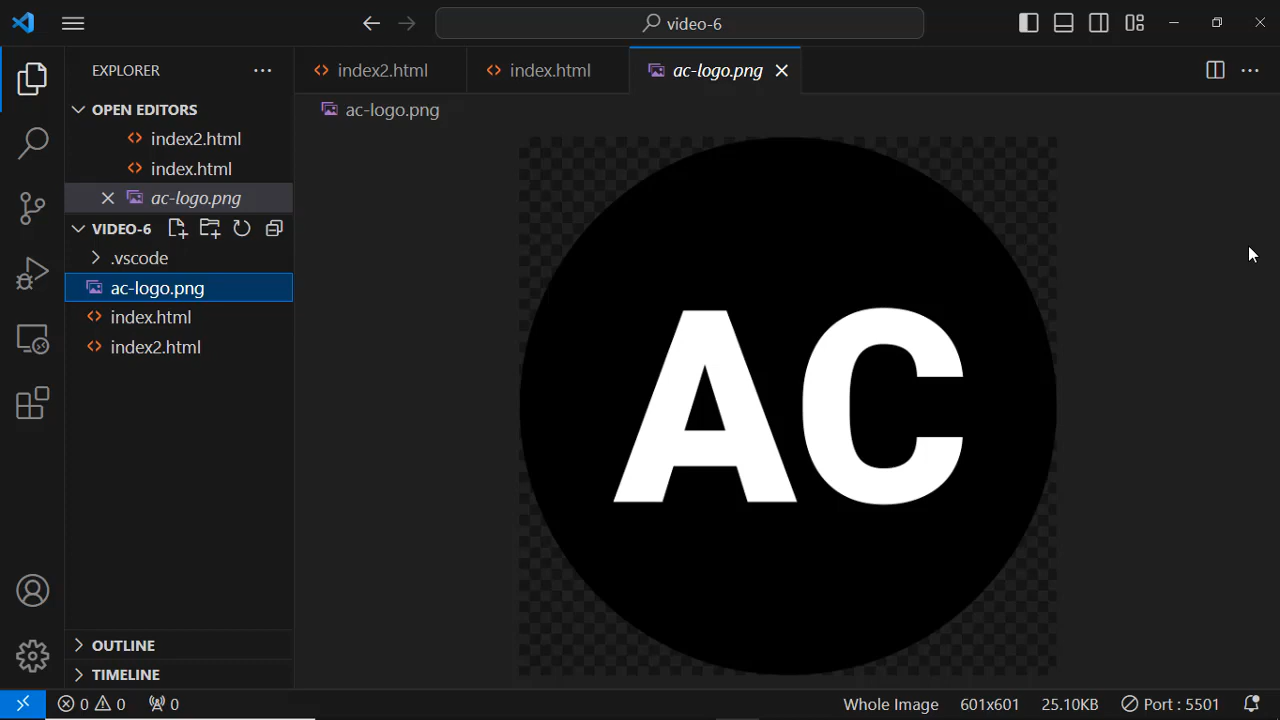 video-6
EXPLORER
index2.html
index.html
ac-logo.png
OPEN EDITORS
index2.html
index.html
ac-logo.png
VIDEO-6
.vscode
ac-logo.png
index.html
index2.html
OUTLINE
TIMELINE
ac-logo.png
AC
0
0
0
Whole Image
601x601
25.10KB
Port : 5501